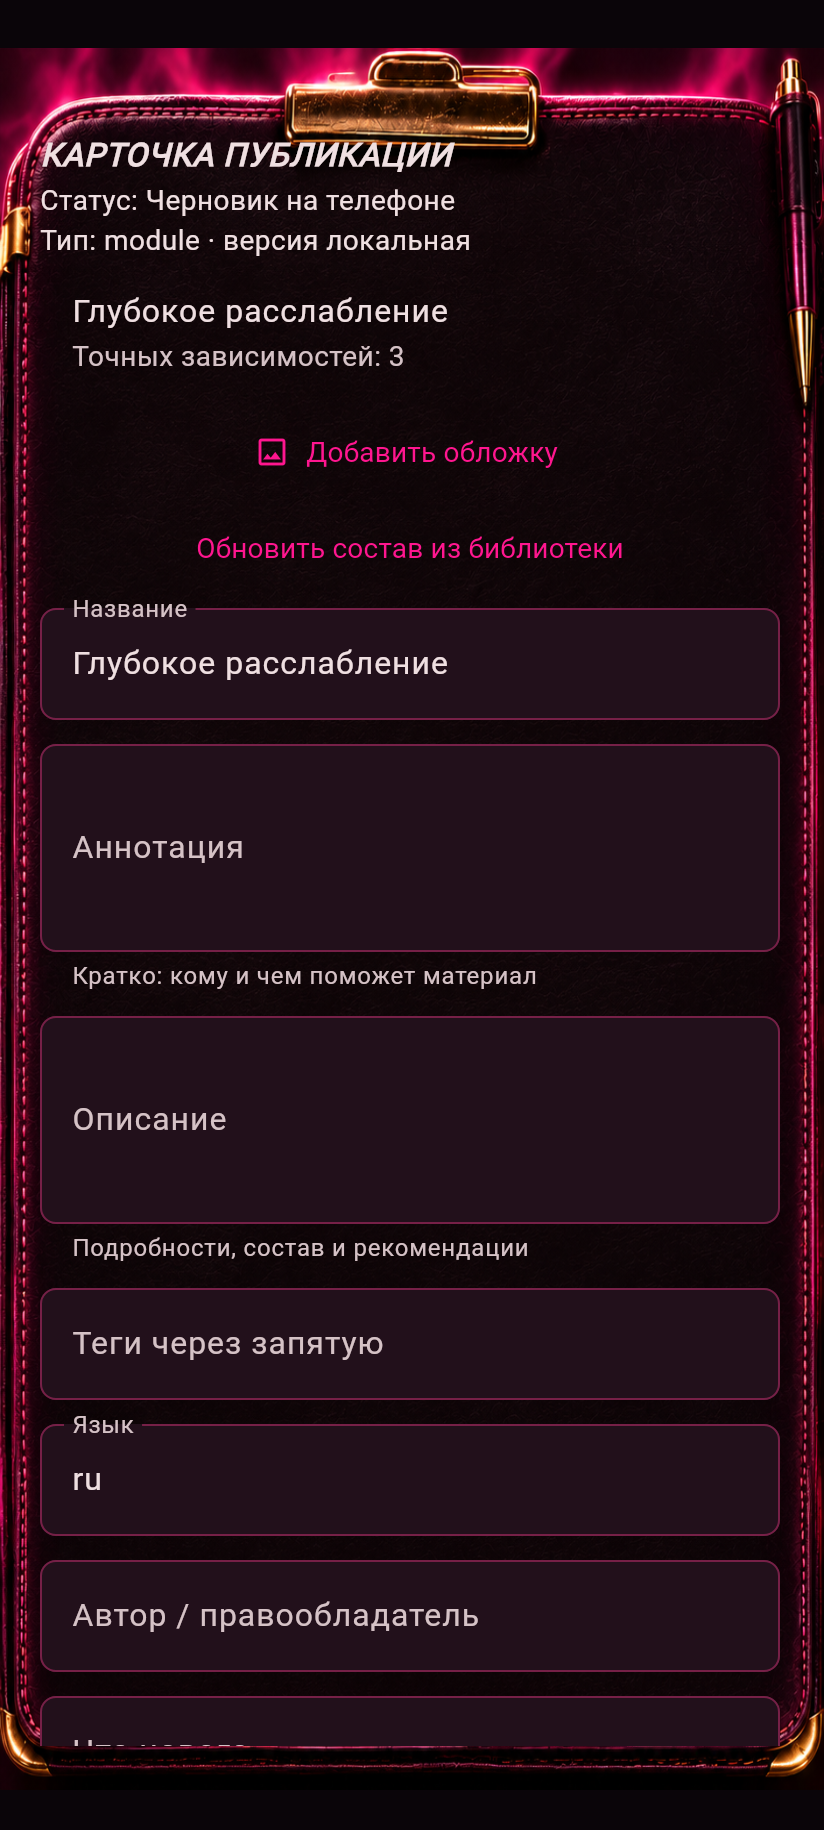 КАРТОЧКА ПУБЛИКАЦИИ
Статус: Черновик на телефоне
Тип: module · версия локальная
Глубокое расслабление
Точных зависимостей: 3
Добавить обложку
Обновить состав из библиотеки
Название
Глубокое расслабление
Аннотация
Кратко: кому и чем поможет материал
Описание
Подробности, состав и рекомендации
Теги через запятую
Язык
ru
Автор / правообладатель